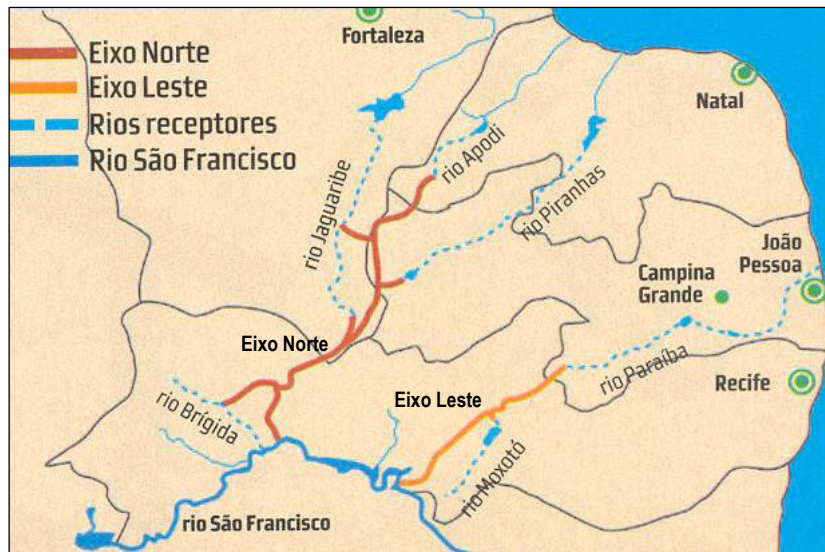 Eixo Norte
Eixo Leste
Rios receptores
Rio São Francisco
Fortaleza
Natal
rio Apodi
rio Jaguaribe
rio Piranhas
João
Pessoa
Campina
Grande
Eixo Norte
rio Paraíba
Recife
Eixo Leste
rio Brígida
rio Moxotó
rio São Francisco